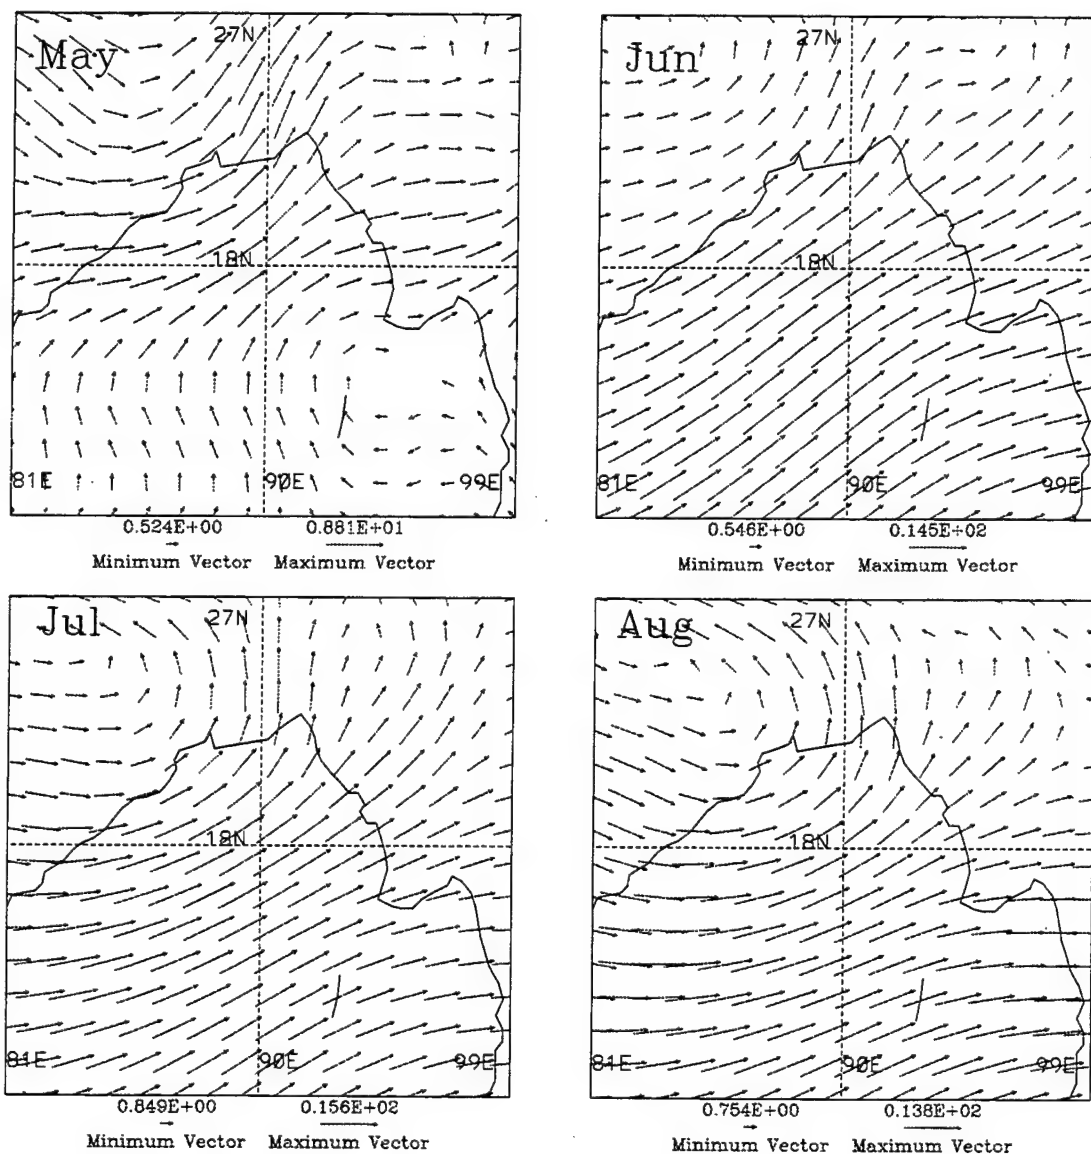 May
27N
18N
81E
90E
99E
0.524E+00 0.881E+01
Minimum Vector Maximum Vector
Jun
27N
18N
81E
90E
99E
0.546E+00 0.145E+02
Minimum Vector Maximum Vector
Jul
27N
18N
81E
90E
99E
0.849E+00 0.156E+02
Minimum Vector Maximum Vector
Aug
27N
18N
81E
90E
99E
0.754E+00 0.138E+02
Minimum Vector Maximum Vector